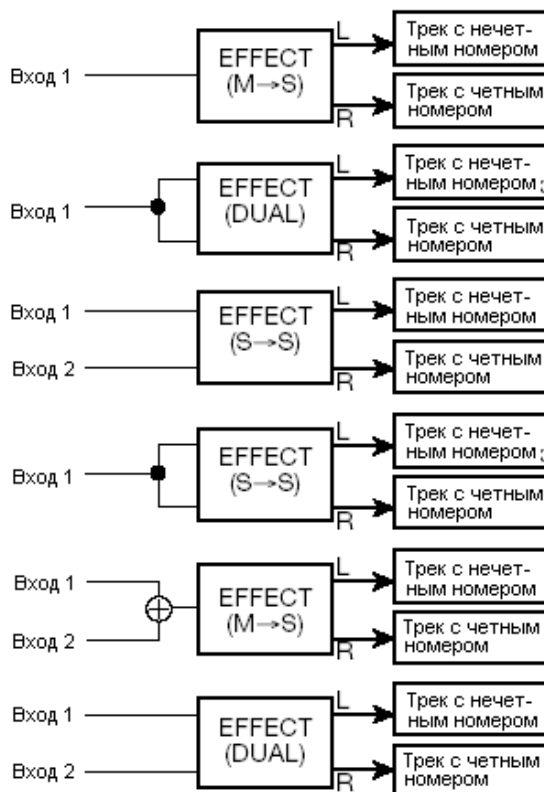 L
Трек с нечет-
ным номером
EFFECT
(M→S)
Вход 1
R
Трек с четным
номером
L
Трек с нечет-
ным номером
EFFECT
(DUAL)
Вход 1
R
Трек с четным
номером
L
Трек с нечет-
ным номером
Вход 1
EFFECT
(S→S)
Вход 2
R
Трек с четным
номером
L
Трек с нечет-
ным номером
EFFECT
(S→S)
Вход 1
R
Трек с четным
номером
L
Трек с нечет-
ным номером
Вход 1
EFFECT
(M→S)
Вход 2
R
Трек с четным
номером
L
Трек с нечет-
ным номером
Вход 1
EFFECT
(DUAL)
Вход 2
R
Трек с четным
номером